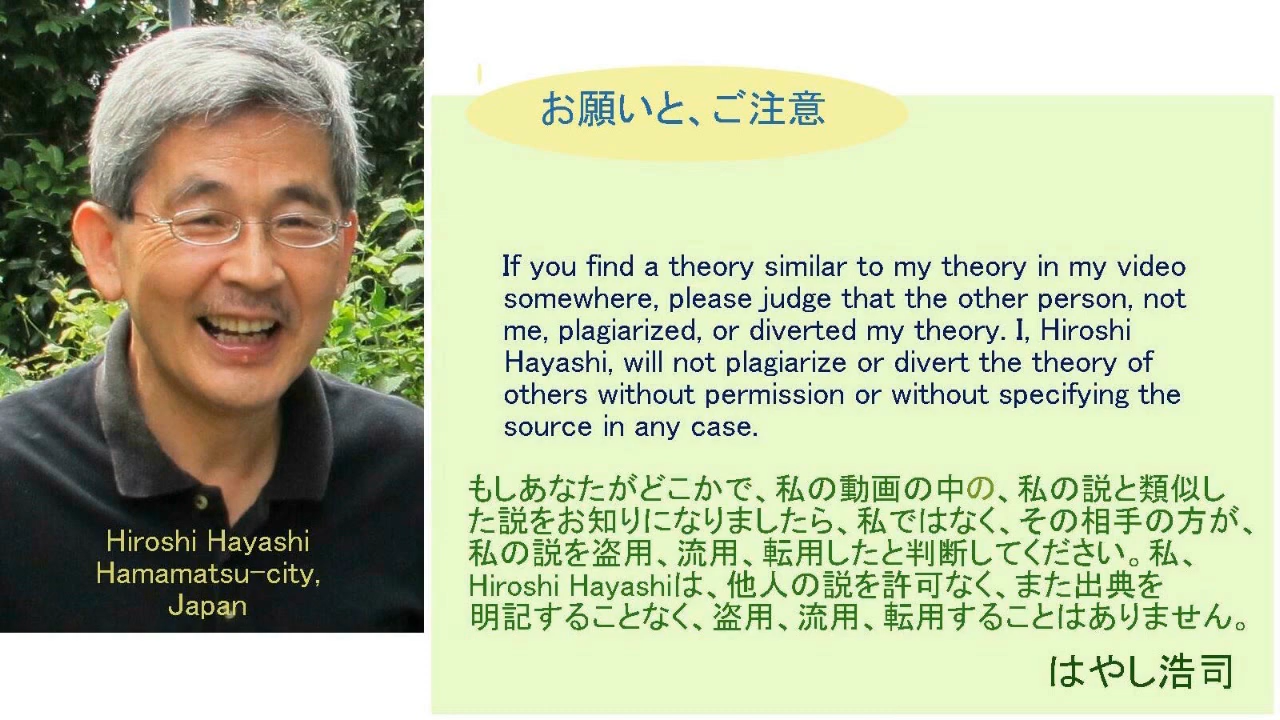 お願いと、ご注意
If you find a theory similar to my theory in my video
somewhere, please judge that the other person, not
me, plagiarized, or diverted my theory. I, Hiroshi
Hayashi, will not plagiarize or divert the theory of
others without permission or without specifying the
source in any case.
もしあなたがどこかで、私の動画の中の、私の説と類似し
た説をお知りになりましたら、私ではなく、その相手の方が、
私の説を盗用、流用、転用したと判断してください。私、
Hiroshi Hayashiは、他人の説を許可なく、また出典を
明記することなく、盗用、流用、転用することはありません。
はやし浩司
Hiroshi Hayashi
Hamamatsu-city,
Japan